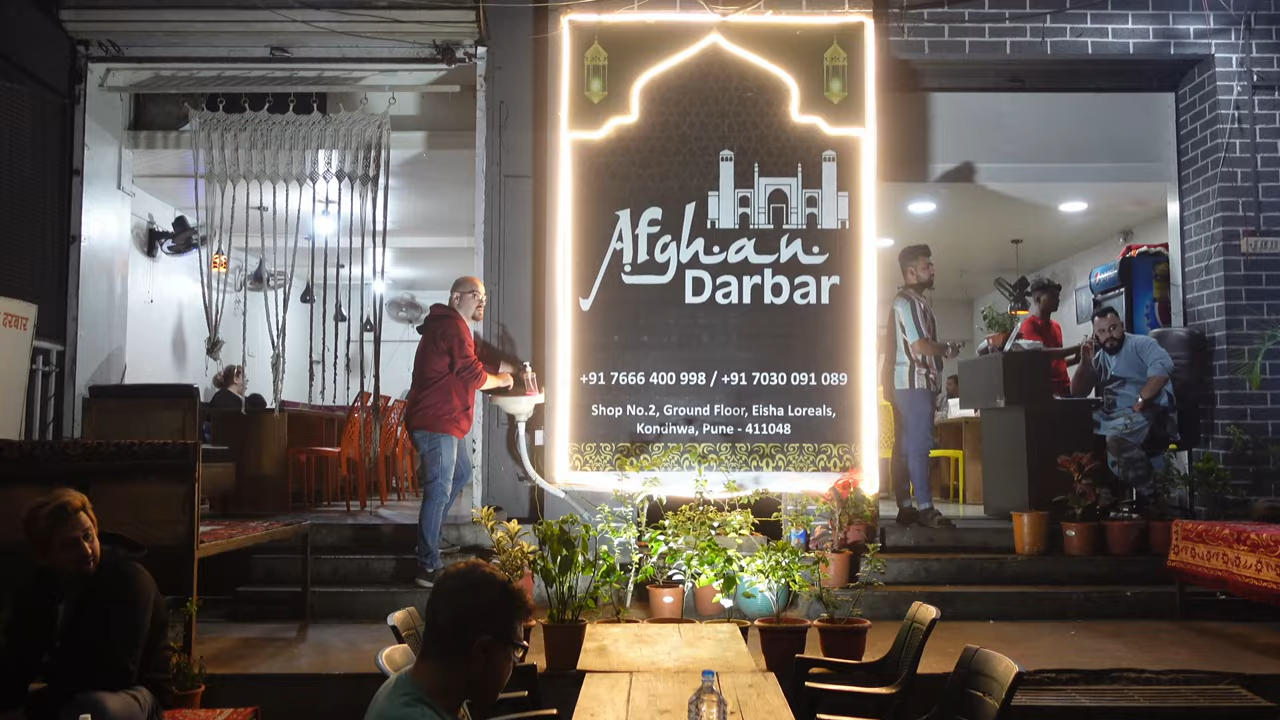 Afghan
Darbar
+91 7666 400 998 / +91 7030 091 089
Shop No.2, Ground Floor, Eisha Loreals,
Kondhwa, Pune - 411048
दरबार